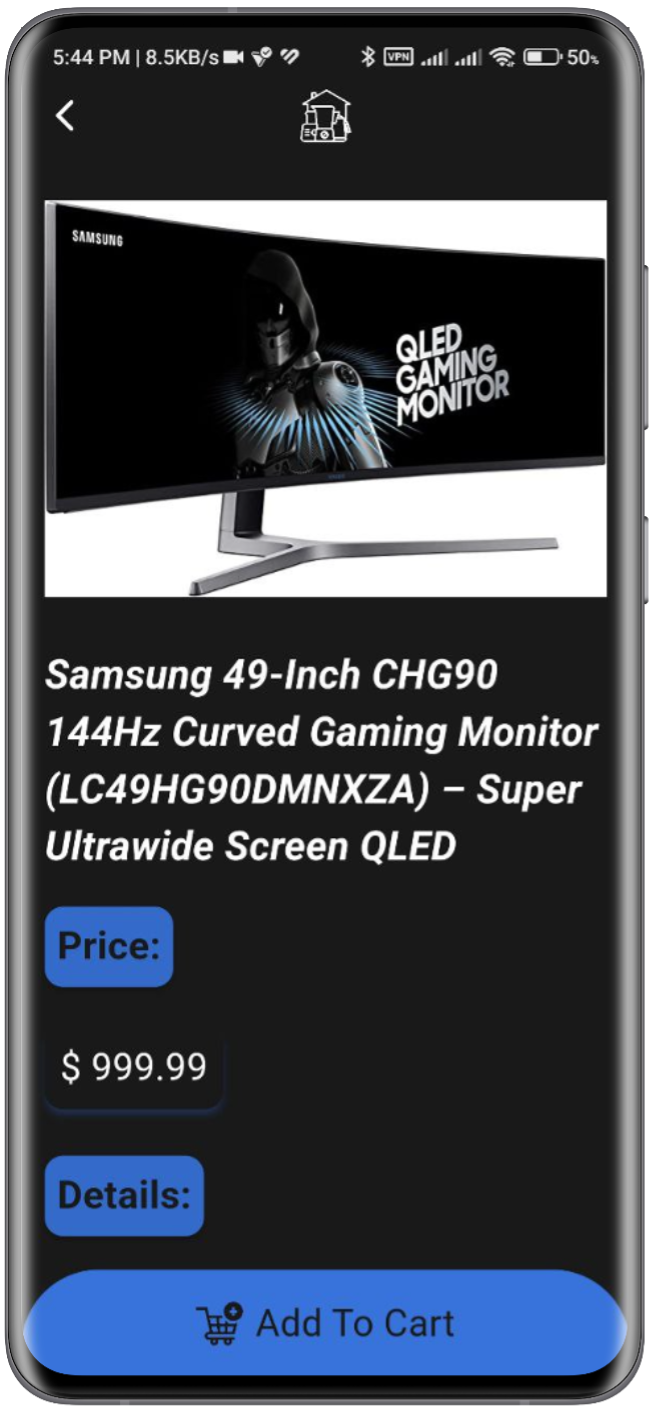 5:44 PM | 8.5KB/s VPN 50%
SAMSUNG
QLED
GAMING
MONITOR
Samsung 49-Inch CHG90
144Hz Curved Gaming Monitor
(LC49HG90DMNXZA) – Super
Ultrawide Screen QLED
Price:
$ 999.99
Details:
Add To Cart